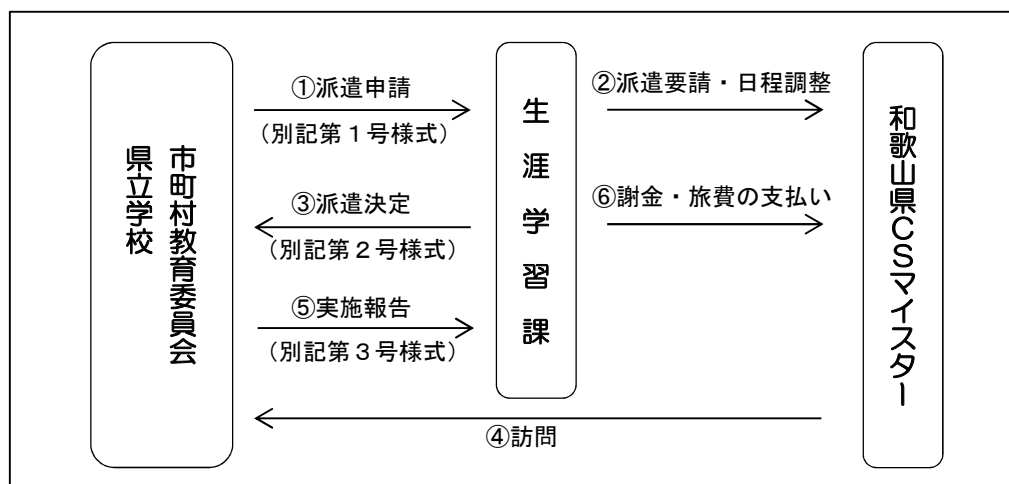 市町村教育委員会
県立学校
①派遣申請
（別記第１号様式）
③派遣決定
（別記第２号様式）
⑤実施報告
（別記第３号様式）
生涯学習課
②派遣要請・日程調整
⑥謝金・旅費の支払い
和歌山県ＣＳマイスター
④訪問